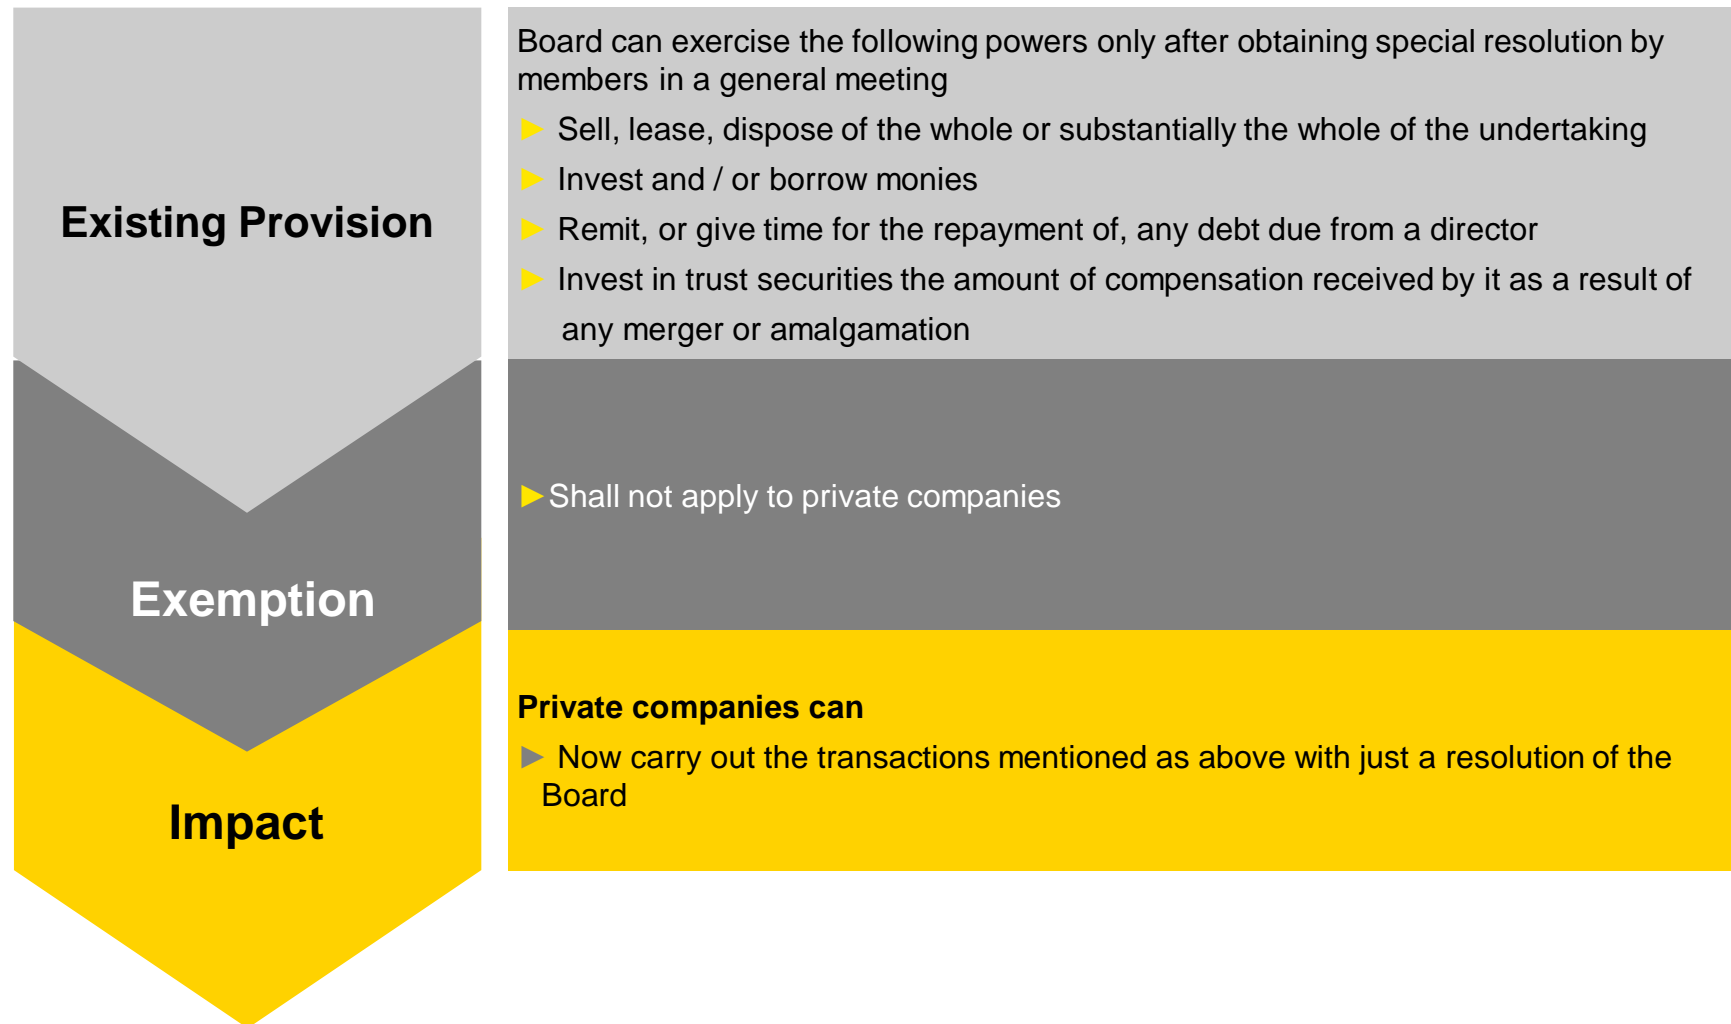 Existing Provision
Board can exercise the following powers only after obtaining special resolution by
members in a general meeting
► Sell, lease, dispose of the whole or substantially the whole of the undertaking
► Invest and / or borrow monies
► Remit, or give time for the repayment of, any debt due from a director
► Invest in trust securities the amount of compensation received by it as a result of
any merger or amalgamation
Exemption
►Shall not apply to private companies
Impact
Private companies can
► Now carry out the transactions mentioned as above with just a resolution of the
Board